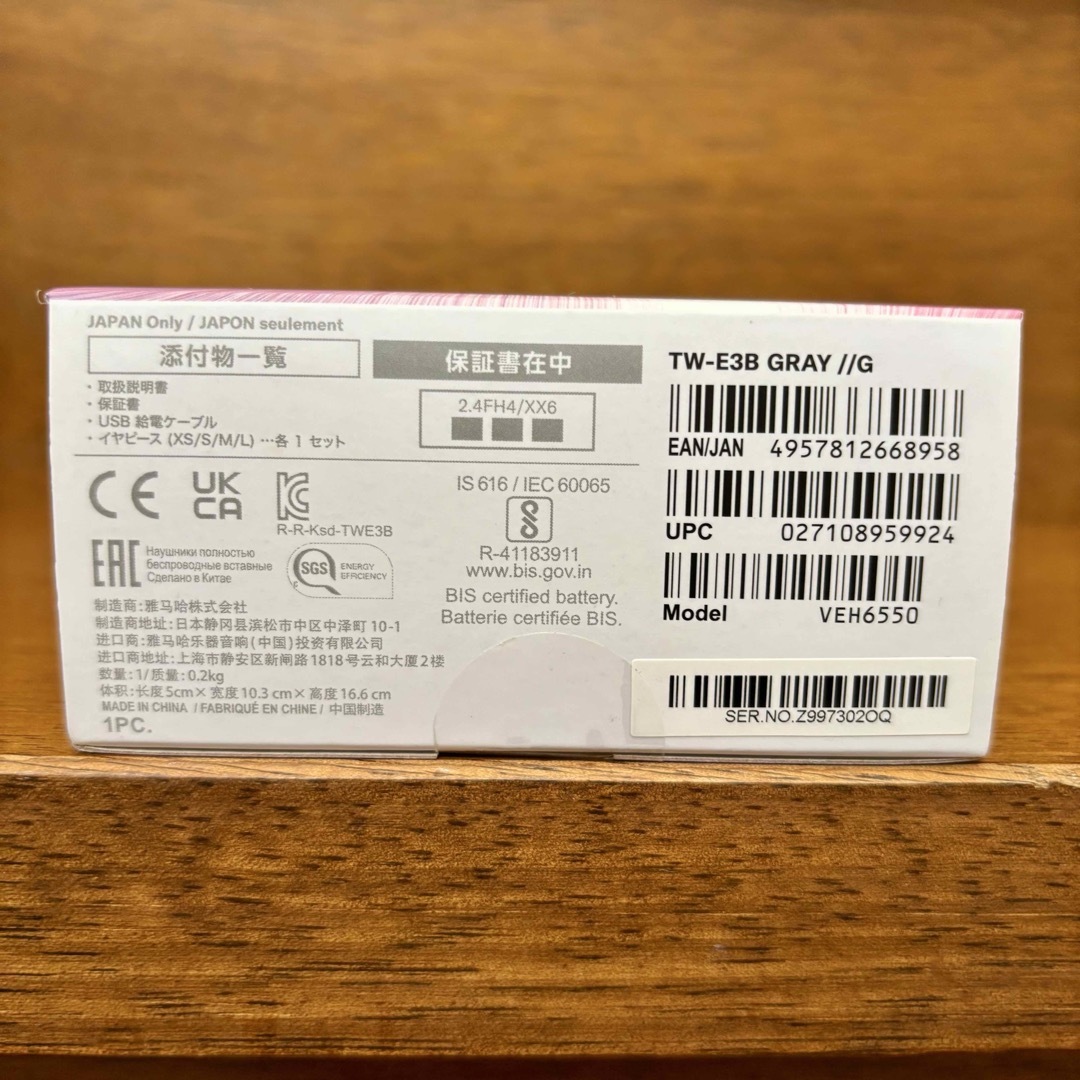 JAPAN Only / JAPON seulement
添付物一覧
・取扱説明書
・保証書
・USB 給電ケーブル
・イヤピース (XS/S/M/L) …各 1 セット
保証書在中
2.4FH4/XX6
CE
UK
CA
R-R-Ksd-TWE3B
EAC
Наушники полностью
беспроводные вставные
Сделано в Китае
SGS
ENERGY
EFFICIENCY
IS 616 / IEC 60065
R-41183911
www.bis.gov.in
BIS certified battery.
Batterie certifiée BIS.
制造商:雅马哈株式会社
制造商地址:日本静冈县滨松市中区中泽町 10-1
进口商:雅马哈乐器音响(中国)投资有限公司
进口商地址:上海市静安区新闸路1818号云和大厦2楼
数量:1/质量:0.2kg
体积:长度5cm× 宽度10.3 cm× 高度16.6 cm
MADE IN CHINA / FABRIQUÉ EN CHINE / 中国制造
1PC.
TW-E3B GRAY //G
EAN/JAN 4957812668958
UPC 027108959924
Model VEH6550
SER.NO.Z997302OQ